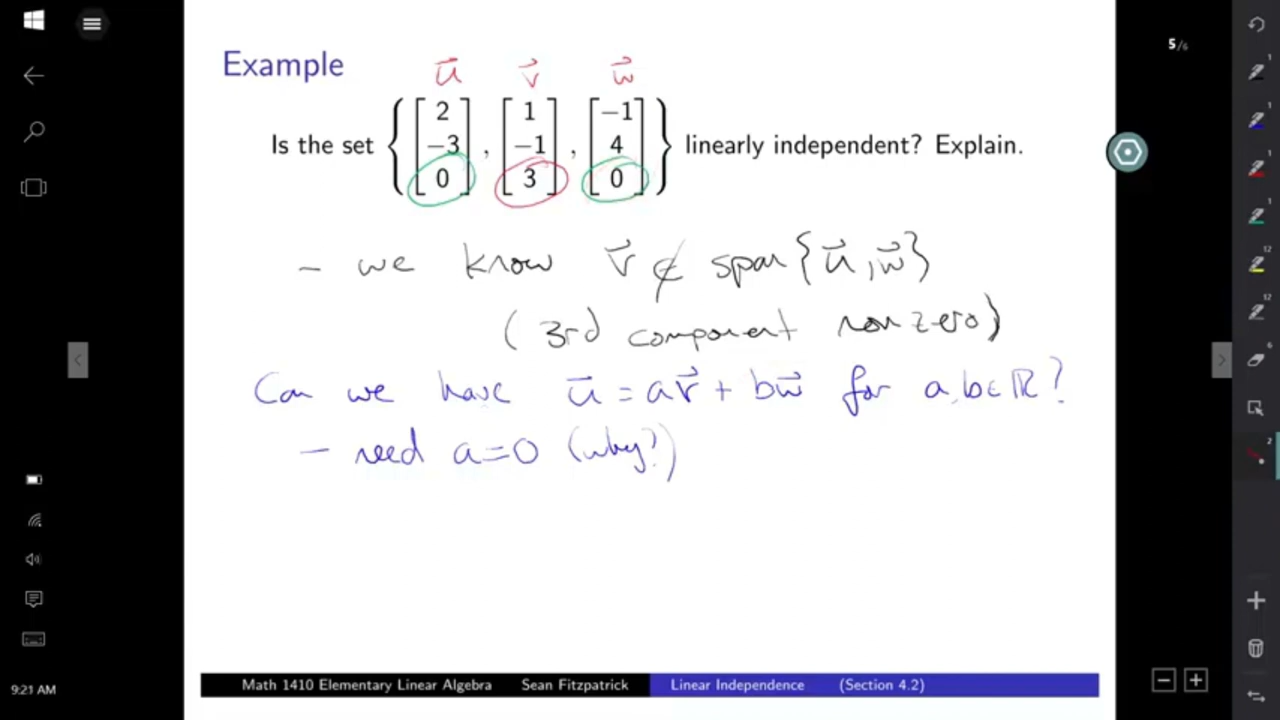 5/6
Example
u⃗ v⃗ w⃗
Is the set { [2 −3 0], [1 −1 3], [−1 4 0] } linearly independent? Explain.
– we know v⃗ ∉ span{u⃗, w⃗}
(3rd component nonzero)
Can we have u⃗ = av⃗ + bw⃗ for a, b ∈ ℝ?
– need a=0 (why?)
Math 1410 Elementary Linear Algebra Sean Fitzpatrick Linear Independence (Section 4.2)
9:21 AM